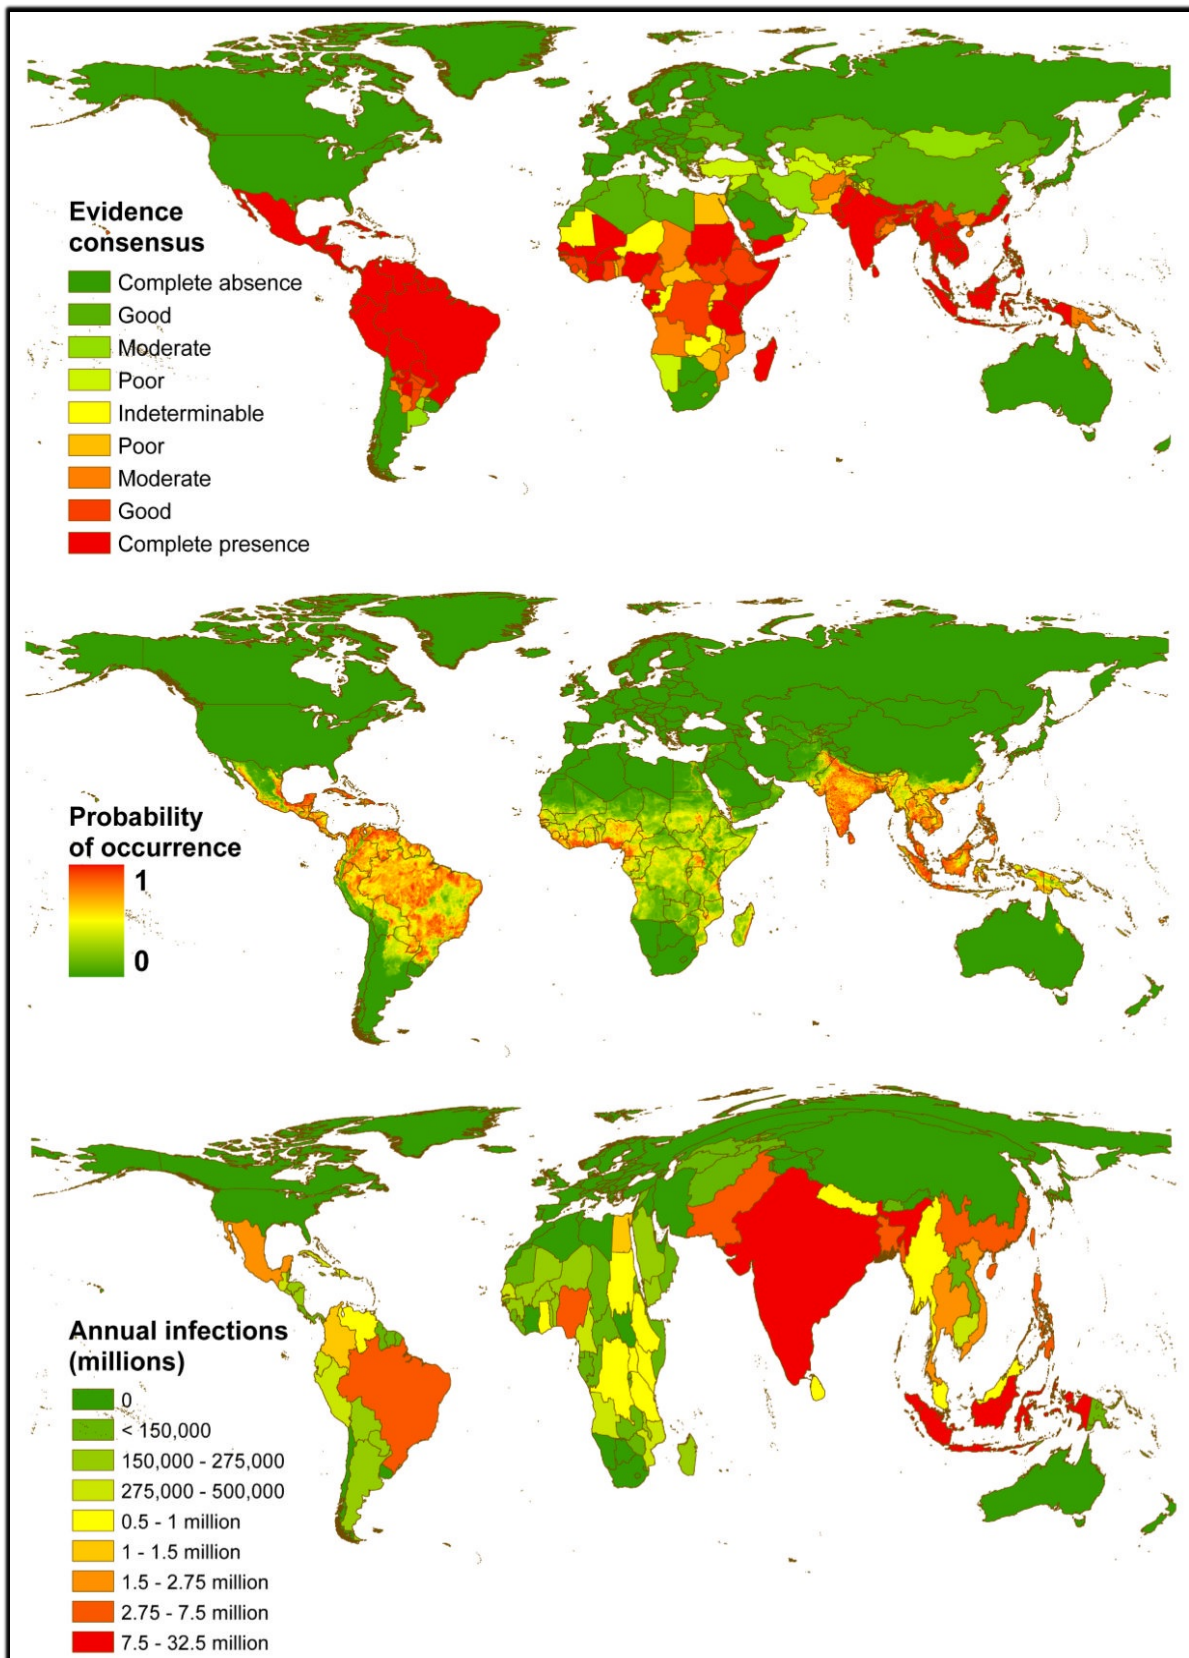 Evidence
consensus
Complete absence
Good
Moderate
Poor
Indeterminable
Poor
Moderate
Good
Complete presence
Probability
of occurrence
1
0
Annual infections
(millions)
0
< 150,000
150,000 - 275,000
275,000 - 500,000
0.5 - 1 million
1 - 1.5 million
1.5 - 2.75 million
2.75 - 7.5 million
7.5 - 32.5 million